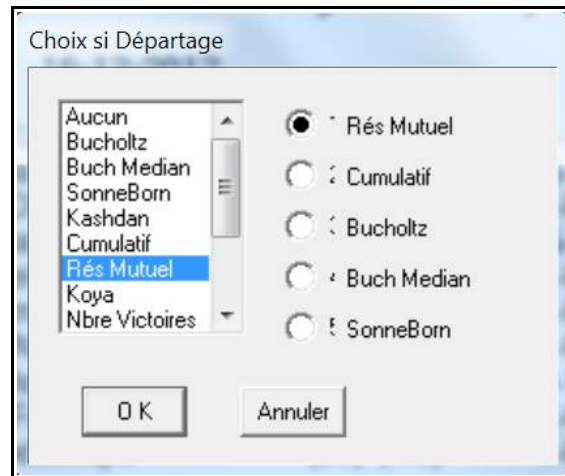 Choix si Départage
Aucun
Bucholtz
Buch Median
SonneBorn
Kashdan
Cumulatif
Rés Mutuel
Koya
Nbre Victoires
Rés Mutuel
Cumulatif
Bucholtz
Buch Median
SonneBorn
O K
Annuler